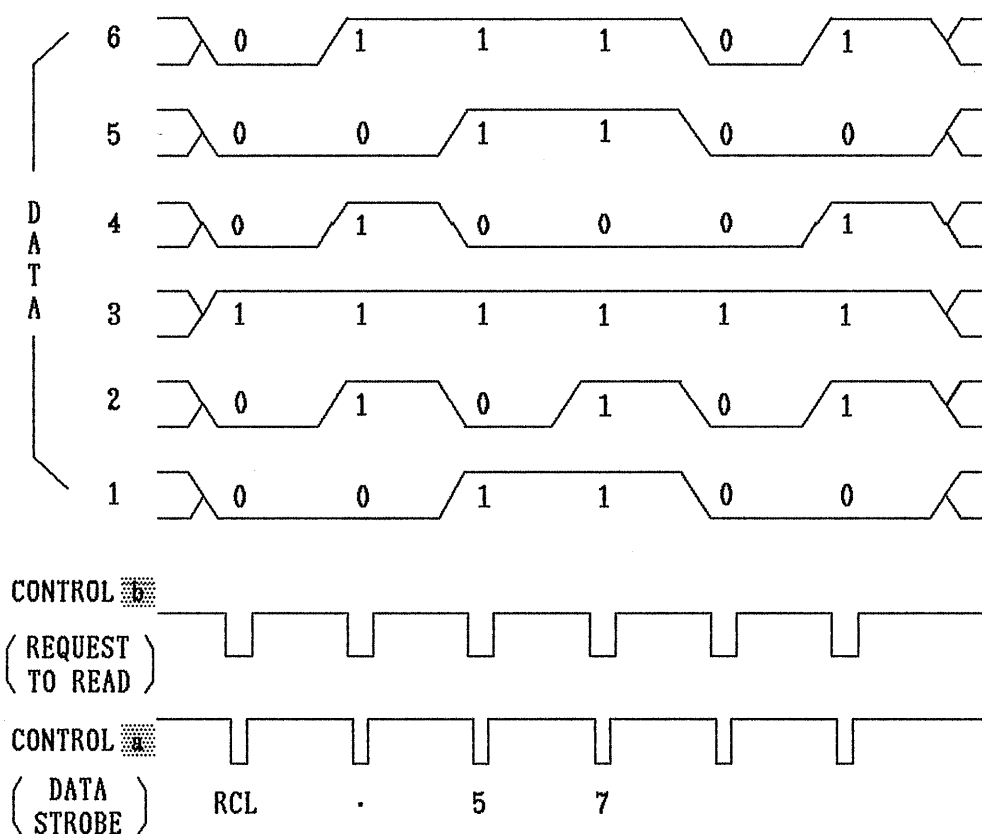 6 0 1 1 1 0 1
5 0 0 1 1 0 0
4 0 1 0 0 0 1
3 1 1 1 1 1 1
2 0 1 0 1 0 1
1 0 0 1 1 0 0
DATA
CONTROL b
(REQUEST
TO READ)
CONTROL a
(DATA
STROBE)
RCL . 5 7